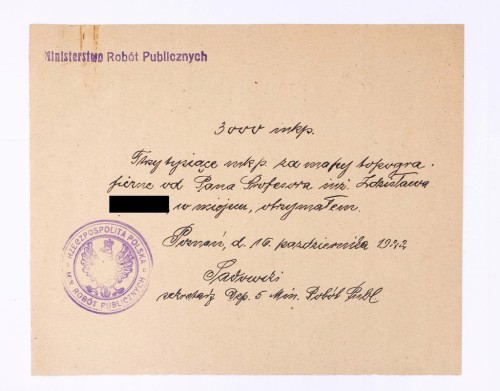 Ministerstwo Robót Publicznych
3000 mkp.
Trzy tysiące mkp za mapy topogra-
ficzne od Pana Profesora inż. Zdzisława
w miejscu, otrzymałem.
Poznań, d. 16 października 1922
Sadowski
sekretarz Dep. 5 Min. Robót Publ
RZECZPOSPOLITA POLSKA
M. ROBÓT PUBLICZNYCH